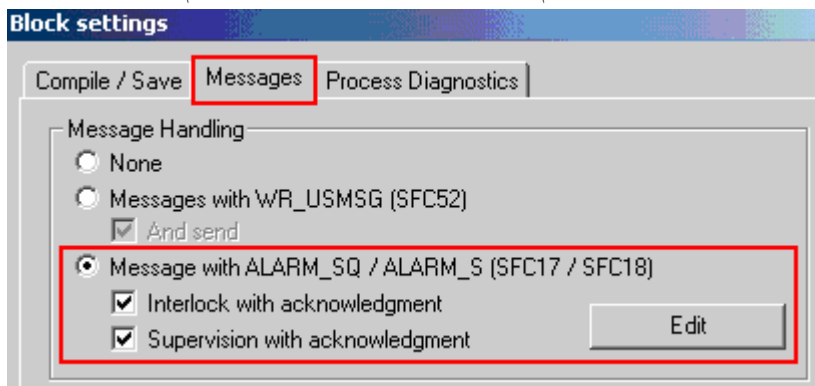 Block settings
Compile / Save Messages Process Diagnostics
Message Handling
None
Messages with WR_USMSG (SFC52)
And send
Message with ALARM_SQ / ALARM_S (SFC17 / SFC18)
Interlock with acknowledgment
Supervision with acknowledgment
Edit